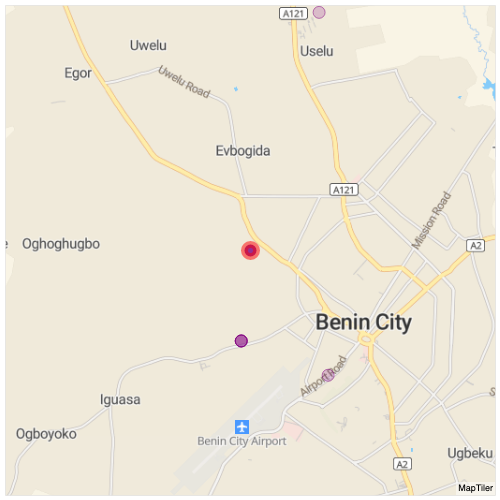 A121
Uwelu
Uselu
Egor
Uwelu Road
Evbogida
A121
Mission Road
Oghoghugbo
A2
Benin City
Airport Road
Iguasa
Ogboyoko
Benin City Airport
Ugbeku
A2
MapTiler